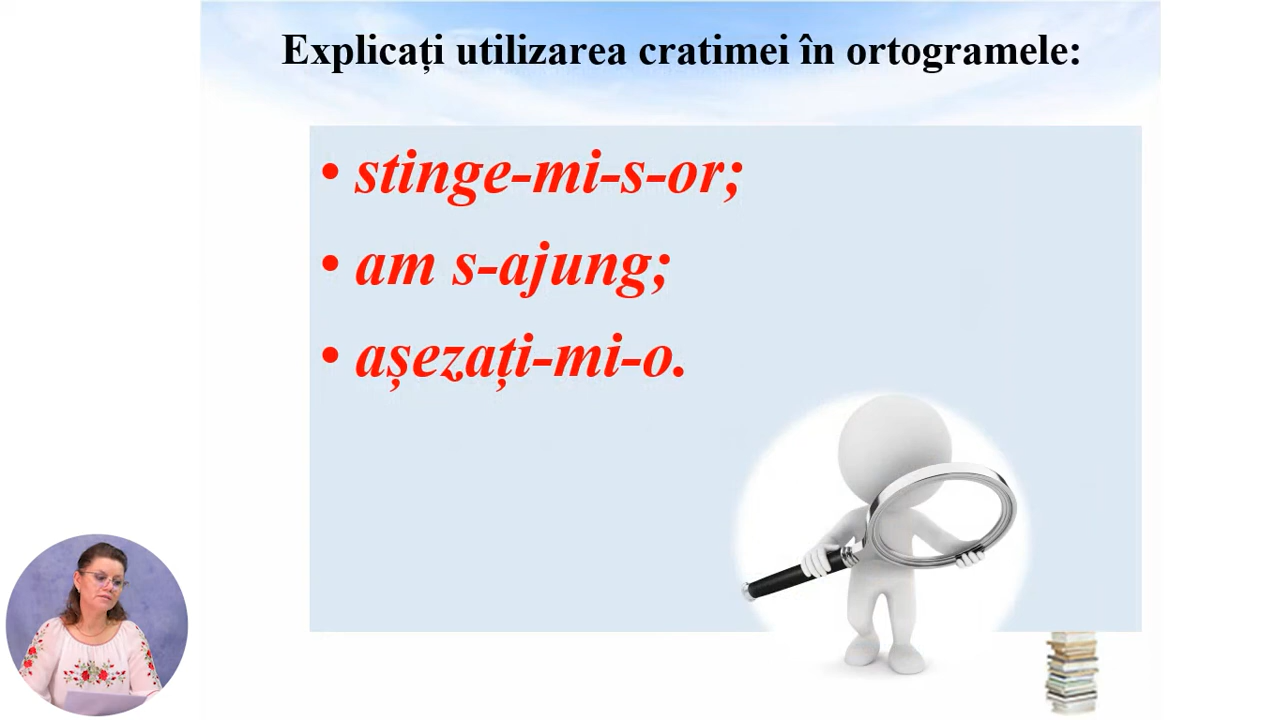 Explicați utilizarea cratimei în ortogramele:
• stinge-mi-s-or;
• am s-ajung;
• așezați-mi-o.